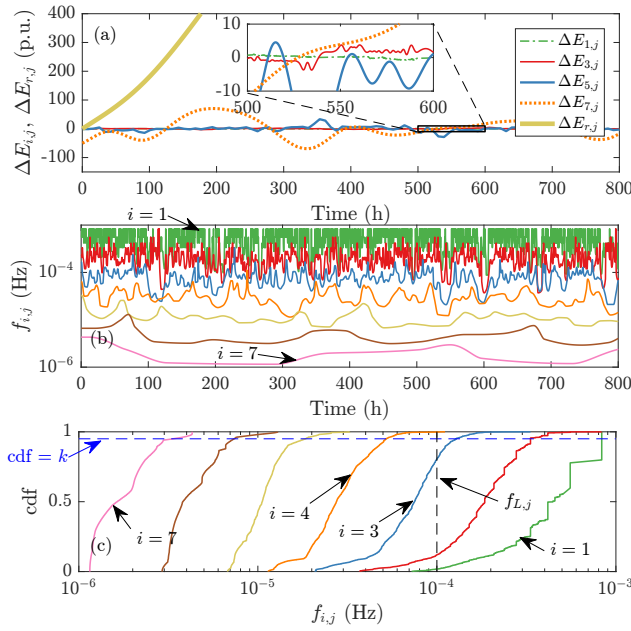 (a)
ΔE_{i,j}, ΔE_{r,j} (p.u.)
400
300
200
100
0
-100
10
0
-10
500
550
600
ΔE_{1,j}
ΔE_{3,j}
ΔE_{5,j}
ΔE_{7,j}
ΔE_{r,j}
0 100 200 300 400 500 600 700 800
Time (h)
i = 1
f_{i,j} (Hz)
10^{-4}
10^{-6}
(b)
i = 7
0 100 200 300 400 500 600 700 800
Time (h)
cdf = k
cdf
1
0.5
0
(c)
i = 7
i = 4
i = 3
f_{L,j}
i = 1
10^{-6} 10^{-5} 10^{-4} 10^{-3}
f_{i,j} (Hz)